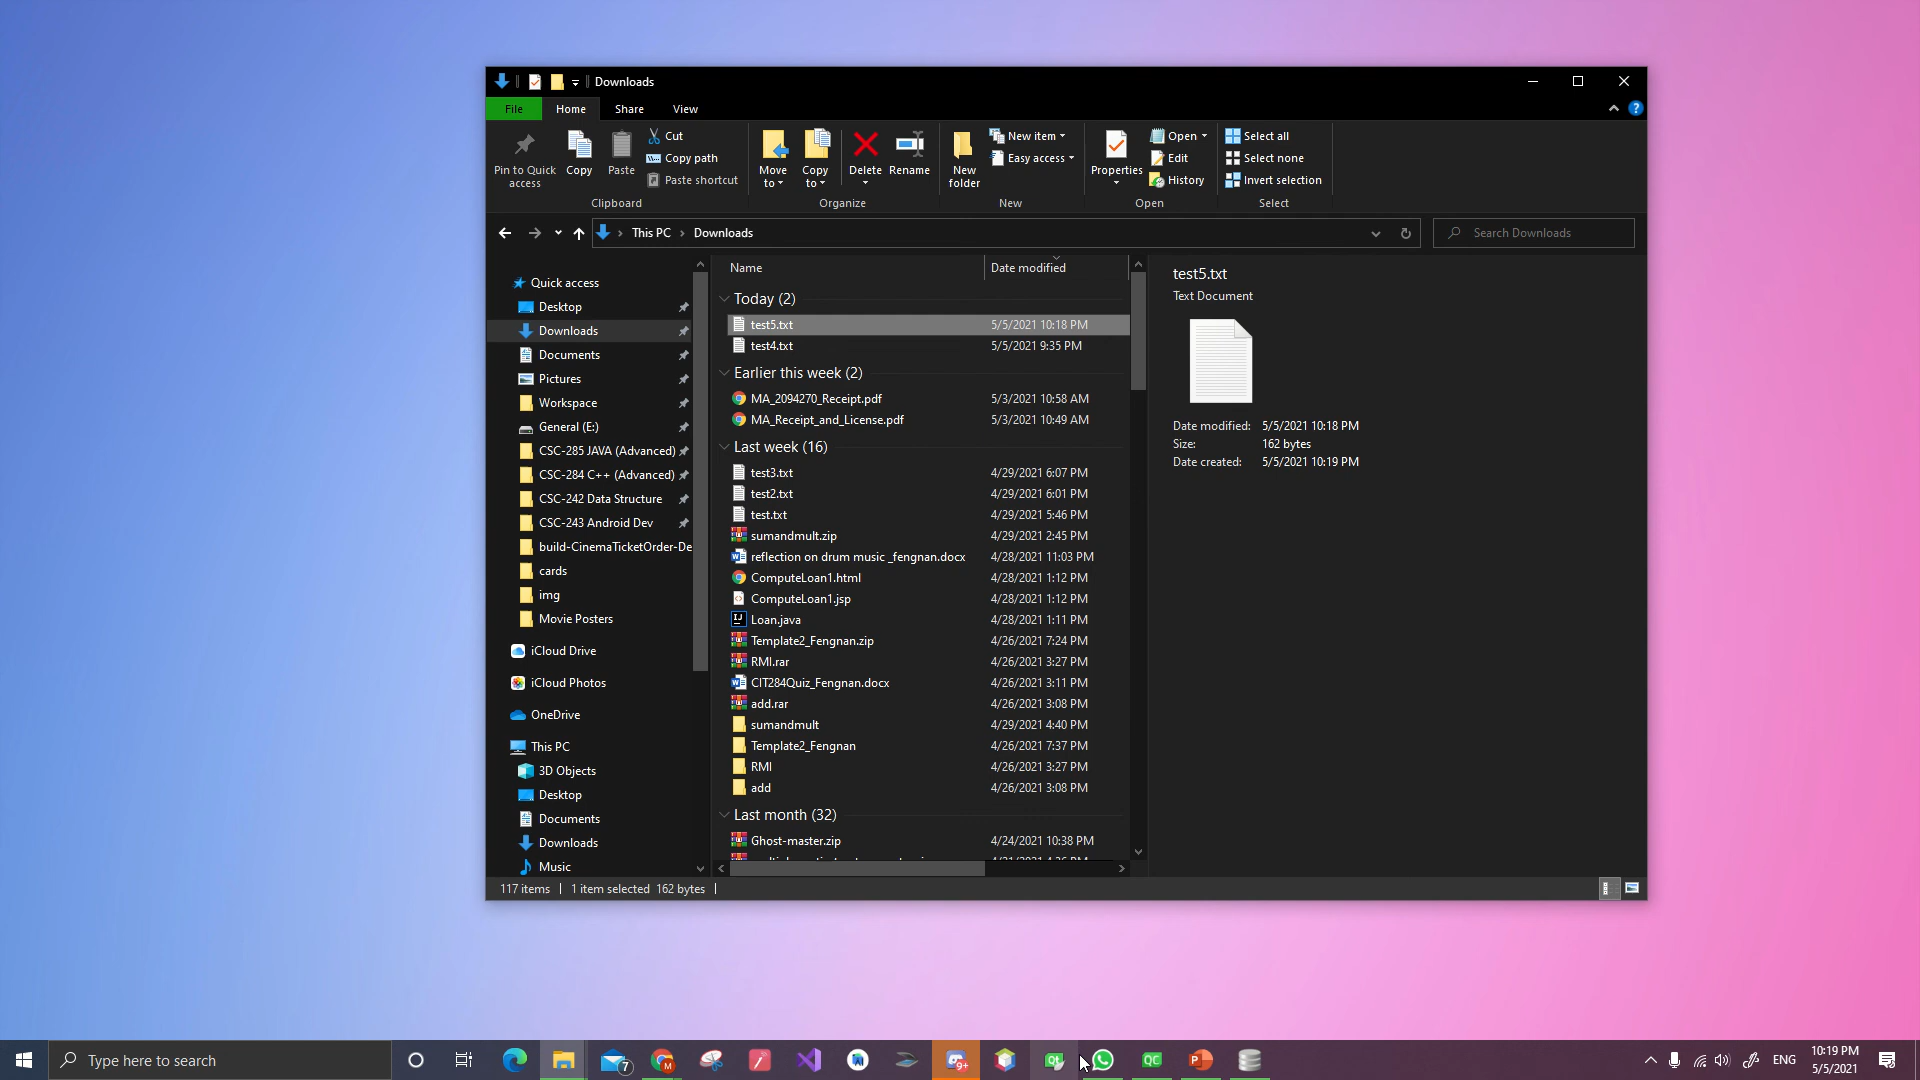 Downloads
File
Home
Share
View
Pin to Quick access
Copy
Paste
Cut
Copy path
Paste shortcut
Clipboard
Move to
Copy to
Delete
Rename
Organize
New folder
New item
Easy access
New
Properties
Open
Edit
History
Open
Select all
Select none
Invert selection
Select
This PC
Downloads
Search Downloads
Quick access
Desktop
Downloads
Documents
Pictures
Workspace
General (E:)
CSC-285 JAVA (Advanced)
CSC-284 C++ (Advanced)
CSC-242 Data Structure
CSC-243 Android Dev
build-CinemaTicketOrder-De
cards
img
Movie Posters
iCloud Drive
iCloud Photos
OneDrive
This PC
3D Objects
Desktop
Documents
Downloads
Music
Name Date modified
Today (2)
test5.txt 5/5/2021 10:18 PM
test4.txt 5/5/2021 9:35 PM
Earlier this week (2)
MA_2094270_Receipt.pdf 5/3/2021 10:58 AM
MA_Receipt_and_License.pdf 5/3/2021 10:49 AM
Last week (16)
test3.txt 4/29/2021 6:07 PM
test2.txt 4/29/2021 6:01 PM
test.txt 4/29/2021 5:46 PM
sumandmult.zip 4/29/2021 2:45 PM
reflection on drum music _fengnan.docx 4/28/2021 11:03 PM
ComputeLoan1.html 4/28/2021 1:12 PM
ComputeLoan1.jsp 4/28/2021 1:12 PM
Loan.java 4/28/2021 1:11 PM
Template2_Fengnan.zip 4/26/2021 7:24 PM
RMI.rar 4/26/2021 3:27 PM
CIT284Quiz_Fengnan.docx 4/26/2021 3:11 PM
add.rar 4/26/2021 3:08 PM
sumandmult 4/29/2021 4:40 PM
Template2_Fengnan 4/26/2021 7:37 PM
RMI 4/26/2021 3:27 PM
add 4/26/2021 3:08 PM
Last month (32)
Ghost-master.zip 4/24/2021 10:38 PM
test5.txt
Text Document
Date modified: 5/5/2021 10:18 PM
Size: 162 bytes
Date created: 5/5/2021 10:19 PM
117 items
1 item selected 162 bytes
Type here to search
7
M
9+
Qt
QC
P
ENG
10:19 PM
5/5/2021